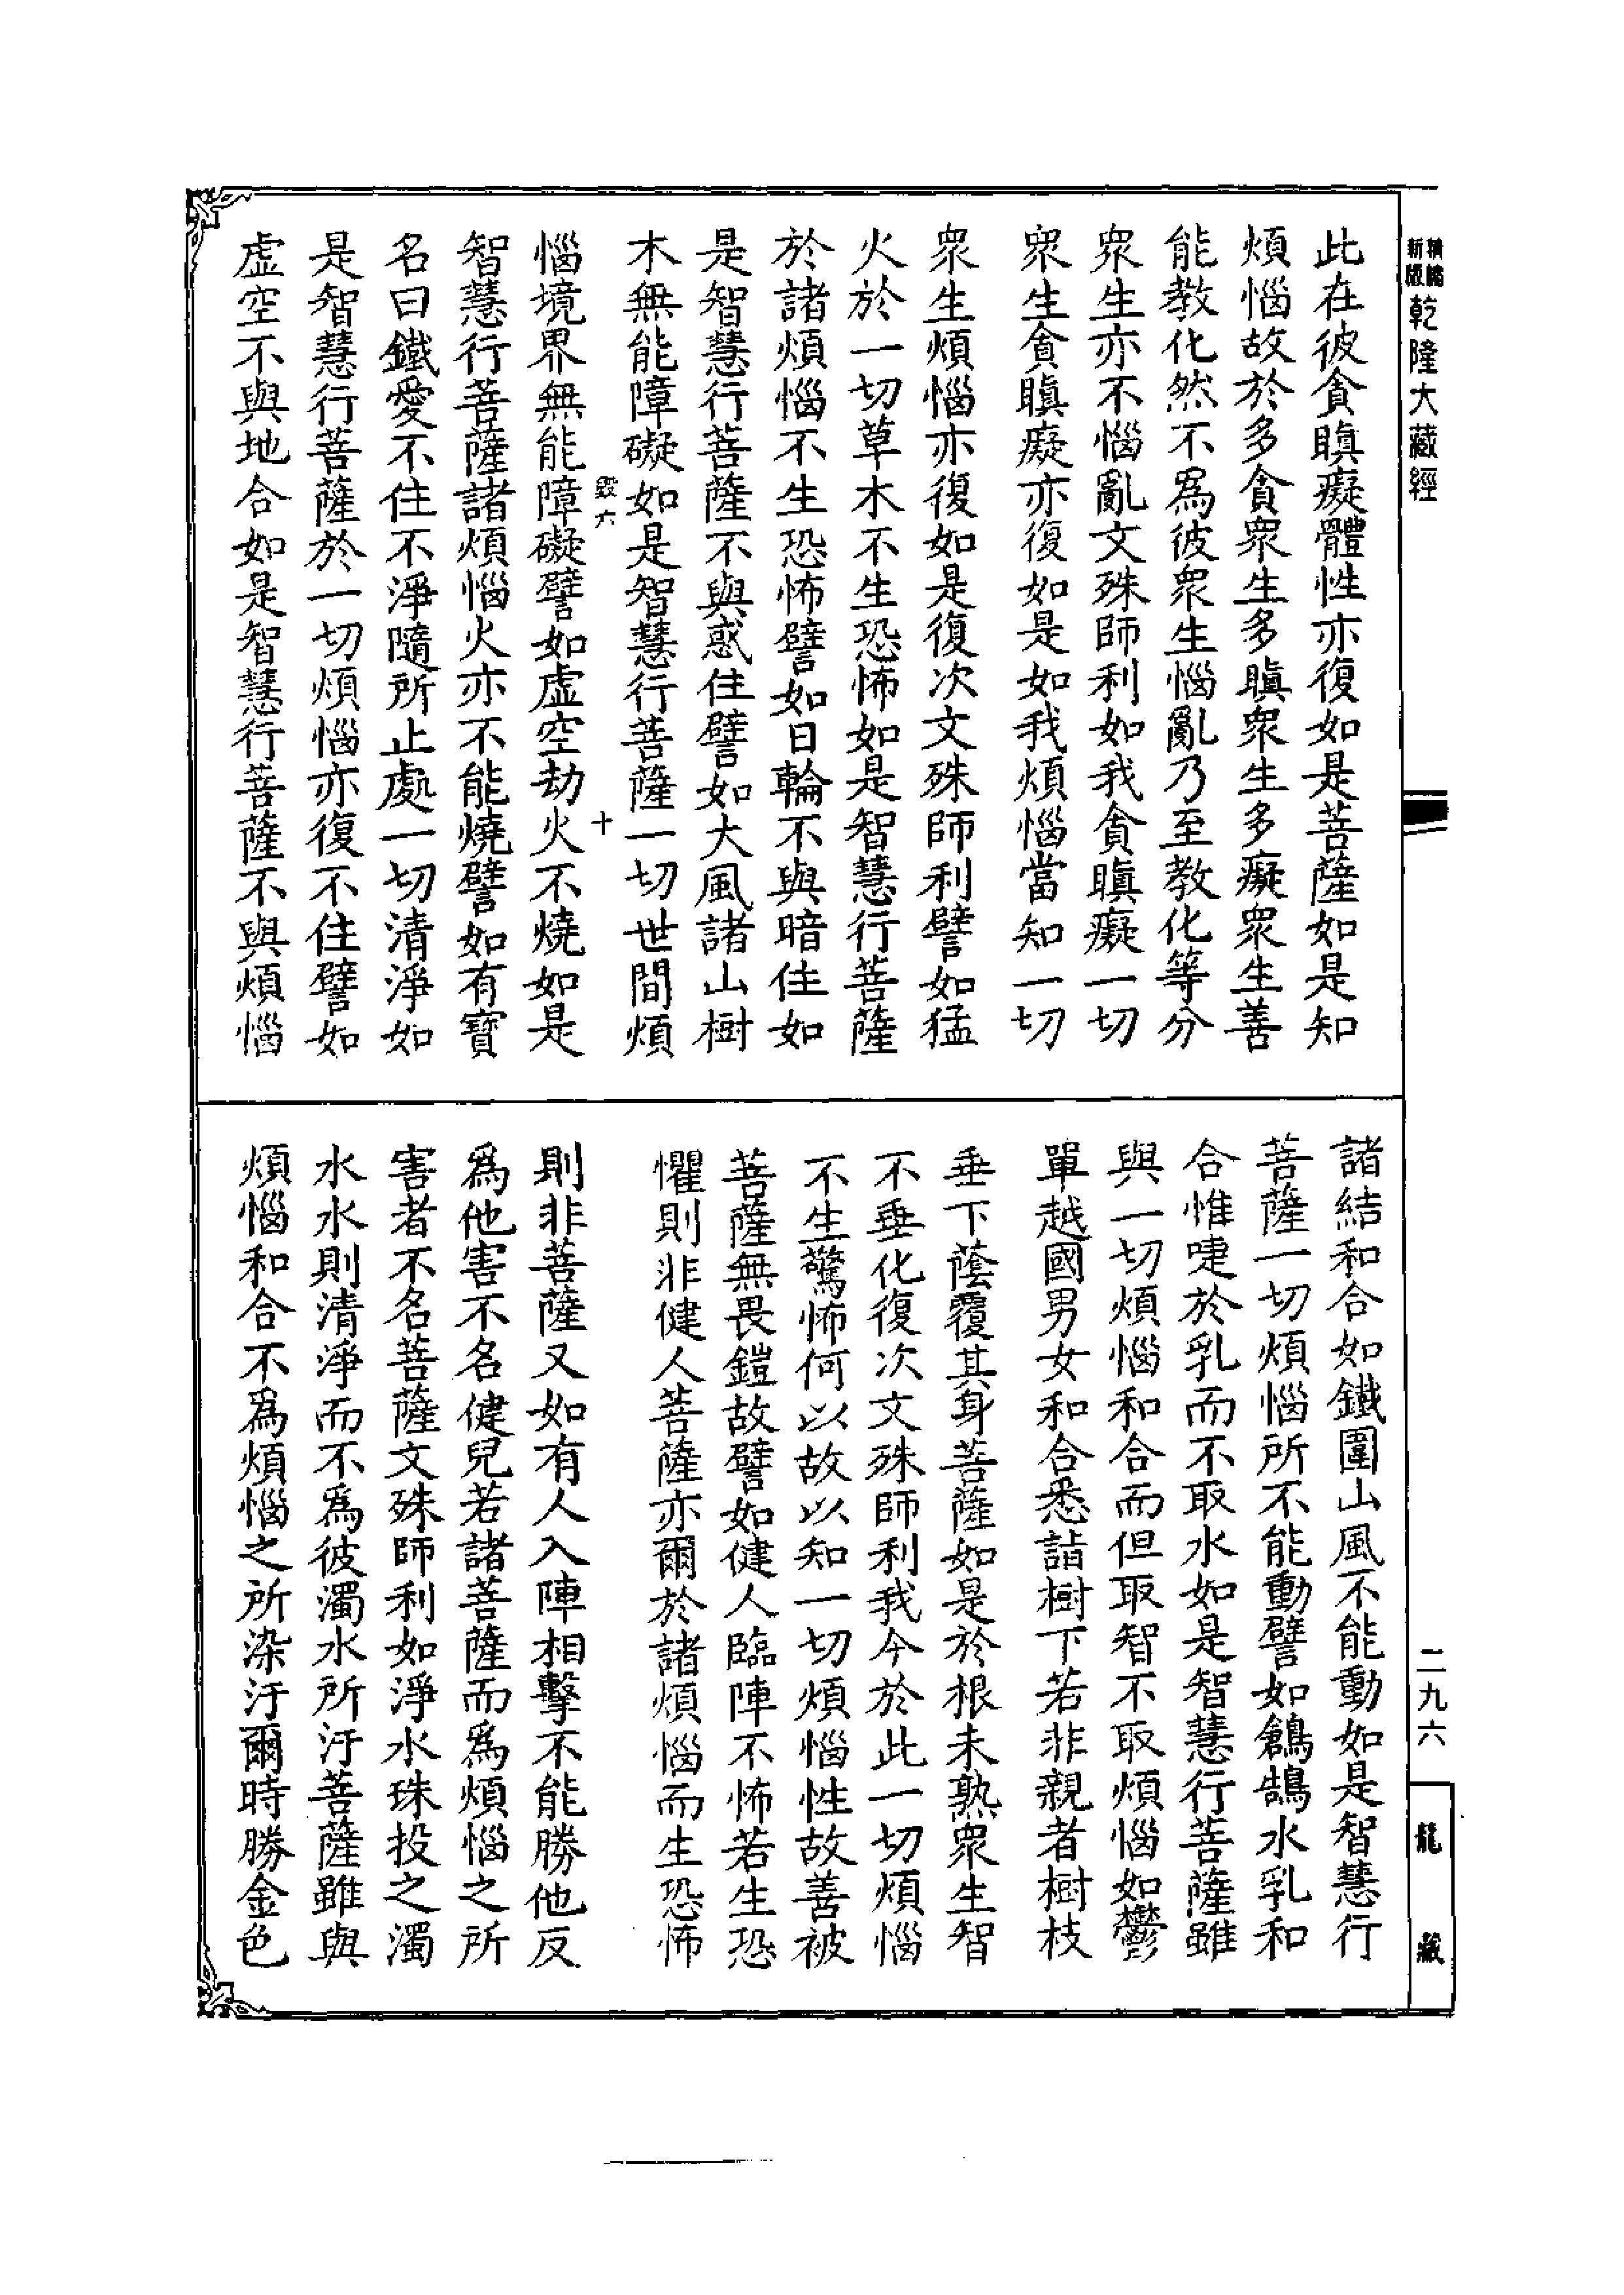 新版
精編
乾隆大藏經
此在彼貪瞋癡體性亦復如是菩薩如是知
煩惱故於多貪衆生多瞋衆生多癡衆生善
能教化然不爲彼衆生惱亂乃至教化等分
衆生亦不惱亂文殊師利如我貪瞋癡一切
衆生貪瞋癡亦復如是如我煩惱當知一切
衆生煩惱亦復如是復次文殊師利譬如猛
火於一切草木不生恐怖如是智慧行菩薩
於諸煩惱不生恐怖譬如日輪不與暗住如
是智慧行菩薩不與惑住譬如大風諸山樹
木無能障礙如是智慧行菩薩一切世間煩
毀六
十
惱境界無能障礙譬如虛空劫火不燒如是
智慧行菩薩諸煩惱火亦不能燒譬如有寶
名曰鐵愛不住不淨隨所止處一切清淨如
是智慧行菩薩於一切煩惱亦復不住譬如
虛空不與地合如是智慧行菩薩不與煩惱
諸結和合如鐵圍山風不能動如是智慧行
菩薩一切煩惱所不能動譬如鶬鵠水乳和
合惟唼於乳而不取水如是智慧行菩薩雖
與一切煩惱和合而但取智不取煩惱如鬱
單越國男女和合悉詣樹下若非親者樹枝
垂下蔭覆其身菩薩如是於根未熟衆生智
不垂化復次文殊師利我今於此一切煩惱
不生驚怖何以故以知一切煩惱性故善被
菩薩無畏鎧故譬如健人臨陣不怖若生恐
懼則非健人菩薩亦爾於諸煩惱而生恐怖
則非菩薩又如有人入陣相擊不能勝他反
爲他害不名健兒若諸菩薩而爲煩惱之所
害者不名菩薩文殊師利如淨水珠投之濁
水水則清淨而不爲彼濁水所汙菩薩雖與
煩惱和合不爲煩惱之所染汙爾時勝金色
二九六
龍藏